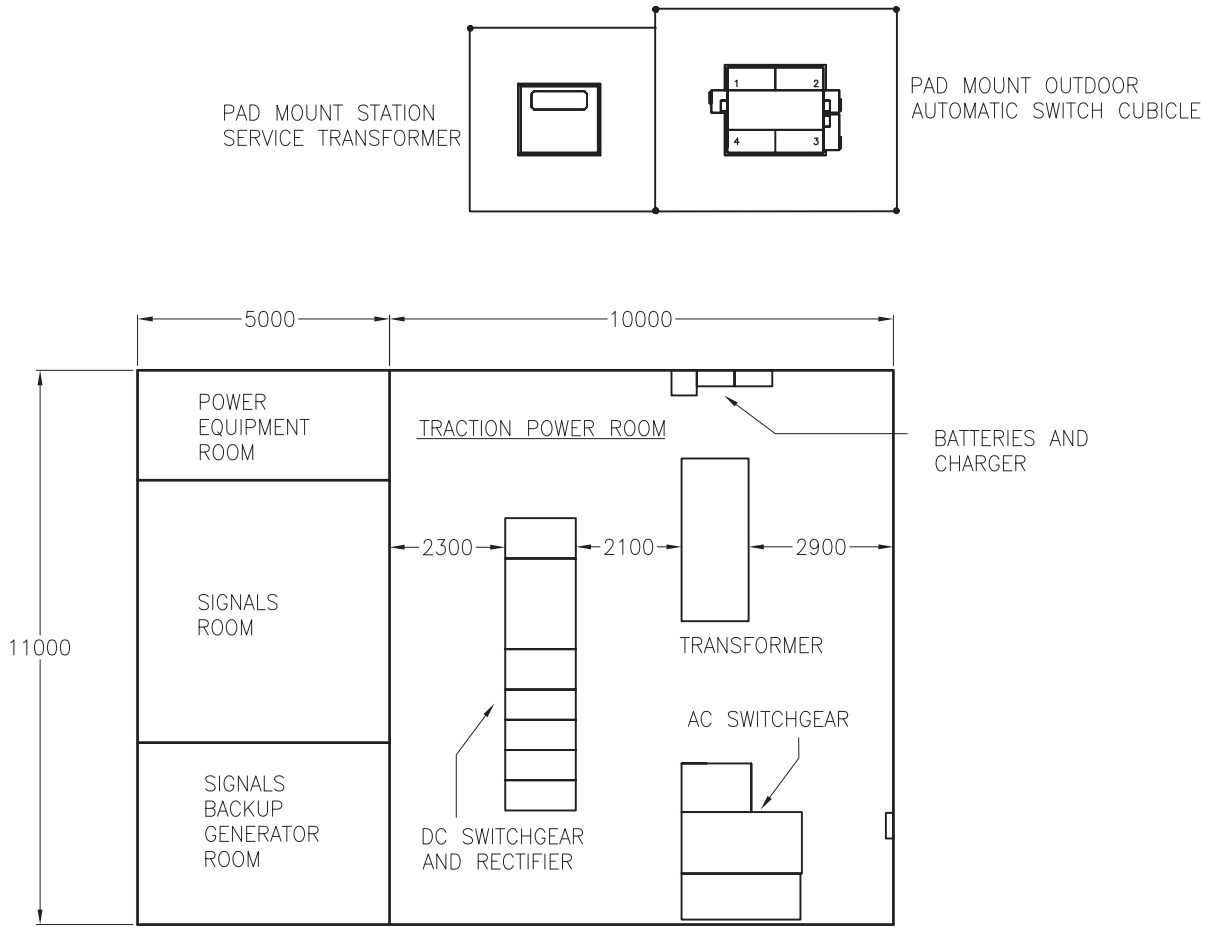 PAD MOUNT STATION
SERVICE TRANSFORMER
1
2
4
3
PAD MOUNT OUTDOOR
AUTOMATIC SWITCH CUBICLE
5000
10000
POWER
EQUIPMENT
ROOM
TRACTION POWER ROOM
BATTERIES AND
CHARGER
2300
2100
2900
SIGNALS
ROOM
11000
TRANSFORMER
AC SWITCHGEAR
SIGNALS
BACKUP
GENERATOR
ROOM
DC SWITCHGEAR
AND RECTIFIER